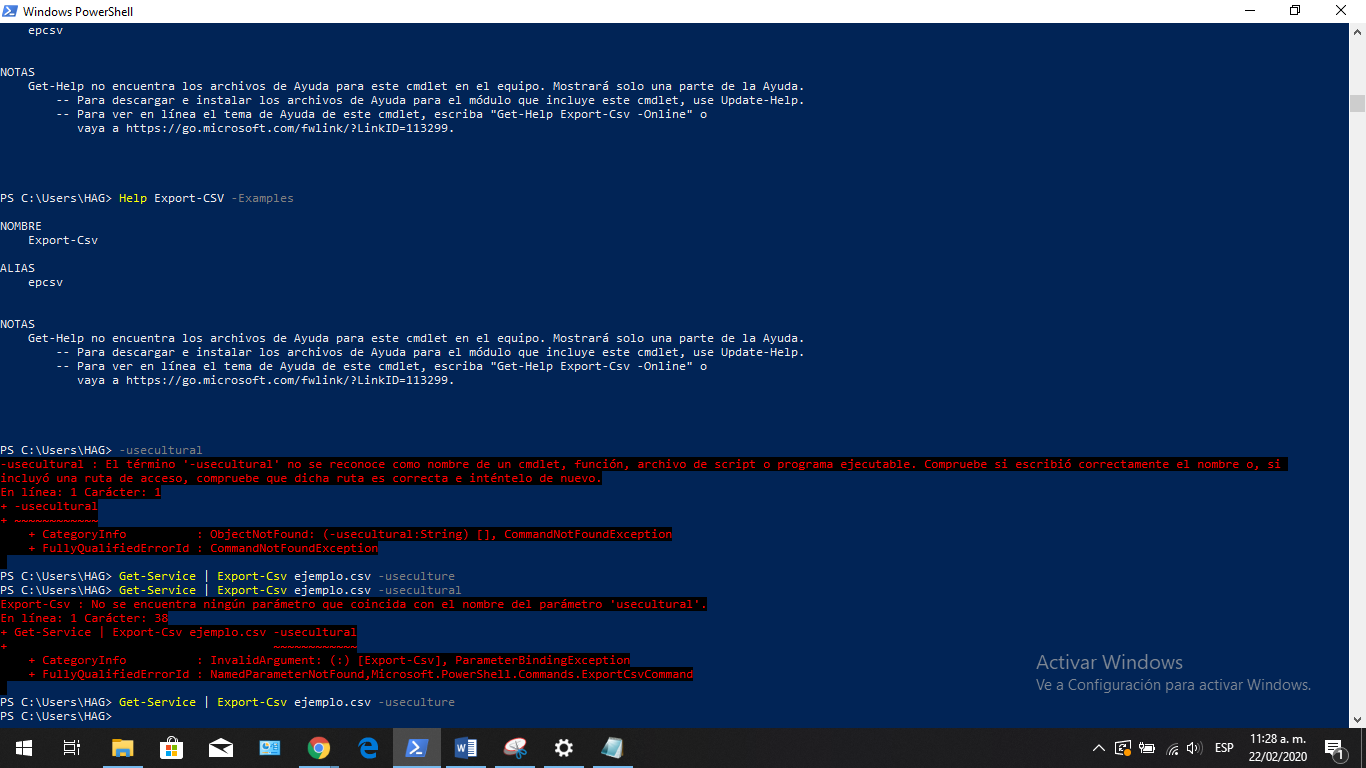 Windows PowerShell
epcsv
NOTAS
Get-Help no encuentra los archivos de Ayuda para este cmdlet en el equipo. Mostrará solo una parte de la Ayuda.
-- Para descargar e instalar los archivos de Ayuda para el módulo que incluye este cmdlet, use Update-Help.
-- Para ver en línea el tema de Ayuda de este cmdlet, escriba "Get-Help Export-Csv -Online" o
vaya a https://go.microsoft.com/fwlink/?LinkID=113299.
PS C:\Users\HAG> Help Export-CSV -Examples
NOMBRE
Export-Csv
ALIAS
epcsv
NOTAS
Get-Help no encuentra los archivos de Ayuda para este cmdlet en el equipo. Mostrará solo una parte de la Ayuda.
-- Para descargar e instalar los archivos de Ayuda para el módulo que incluye este cmdlet, use Update-Help.
-- Para ver en línea el tema de Ayuda de este cmdlet, escriba "Get-Help Export-Csv -Online" o
vaya a https://go.microsoft.com/fwlink/?LinkID=113299.
PS C:\Users\HAG> -usecultural
-usecultural : El término '-usecultural' no se reconoce como nombre de un cmdlet, función, archivo de script o programa ejecutable. Compruebe si escribió correctamente el nombre o, si
incluyó una ruta de acceso, compruebe que dicha ruta es correcta e inténtelo de nuevo.
En línea: 1 Carácter: 1
+ -usecultural
+ ~~~~~~~~~~~~
+ CategoryInfo          : ObjectNotFound: (-usecultural:String) [], CommandNotFoundException
+ FullyQualifiedErrorId : CommandNotFoundException
PS C:\Users\HAG> Get-Service | Export-Csv ejemplo.csv -useculture
PS C:\Users\HAG> Get-Service | Export-Csv ejemplo.csv -usecultural
Export-Csv : No se encuentra ningún parámetro que coincida con el nombre del parámetro 'usecultural'.
En línea: 1 Carácter: 38
+ Get-Service | Export-Csv ejemplo.csv -usecultural
+                                      ~~~~~~~~~~~~
+ CategoryInfo          : InvalidArgument: (:) [Export-Csv], ParameterBindingException
+ FullyQualifiedErrorId : NamedParameterNotFound,Microsoft.PowerShell.Commands.ExportCsvCommand
PS C:\Users\HAG> Get-Service | Export-Csv ejemplo.csv -useculture
PS C:\Users\HAG>
Activar Windows
Ve a Configuración para activar Windows.
ESP
11:28 a. m.
22/02/2020
1